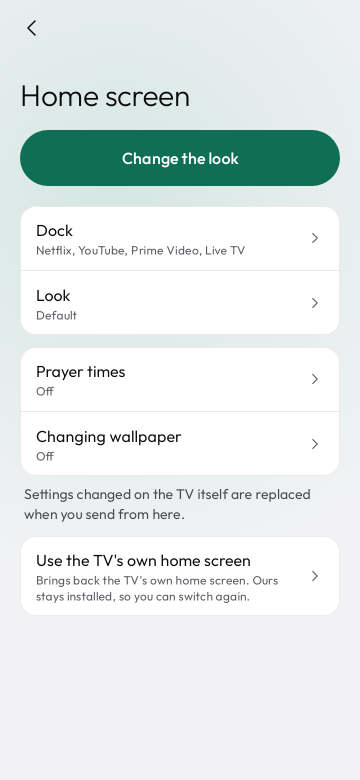 Home screen
Change the look
Dock
Netflix, YouTube, Prime Video, Live TV
Look
Default
Prayer times
Off
Changing wallpaper
Off
Settings changed on the TV itself are replaced
when you send from here.
Use the TV's own home screen
Brings back the TV's own home screen. Ours
stays installed, so you can switch again.